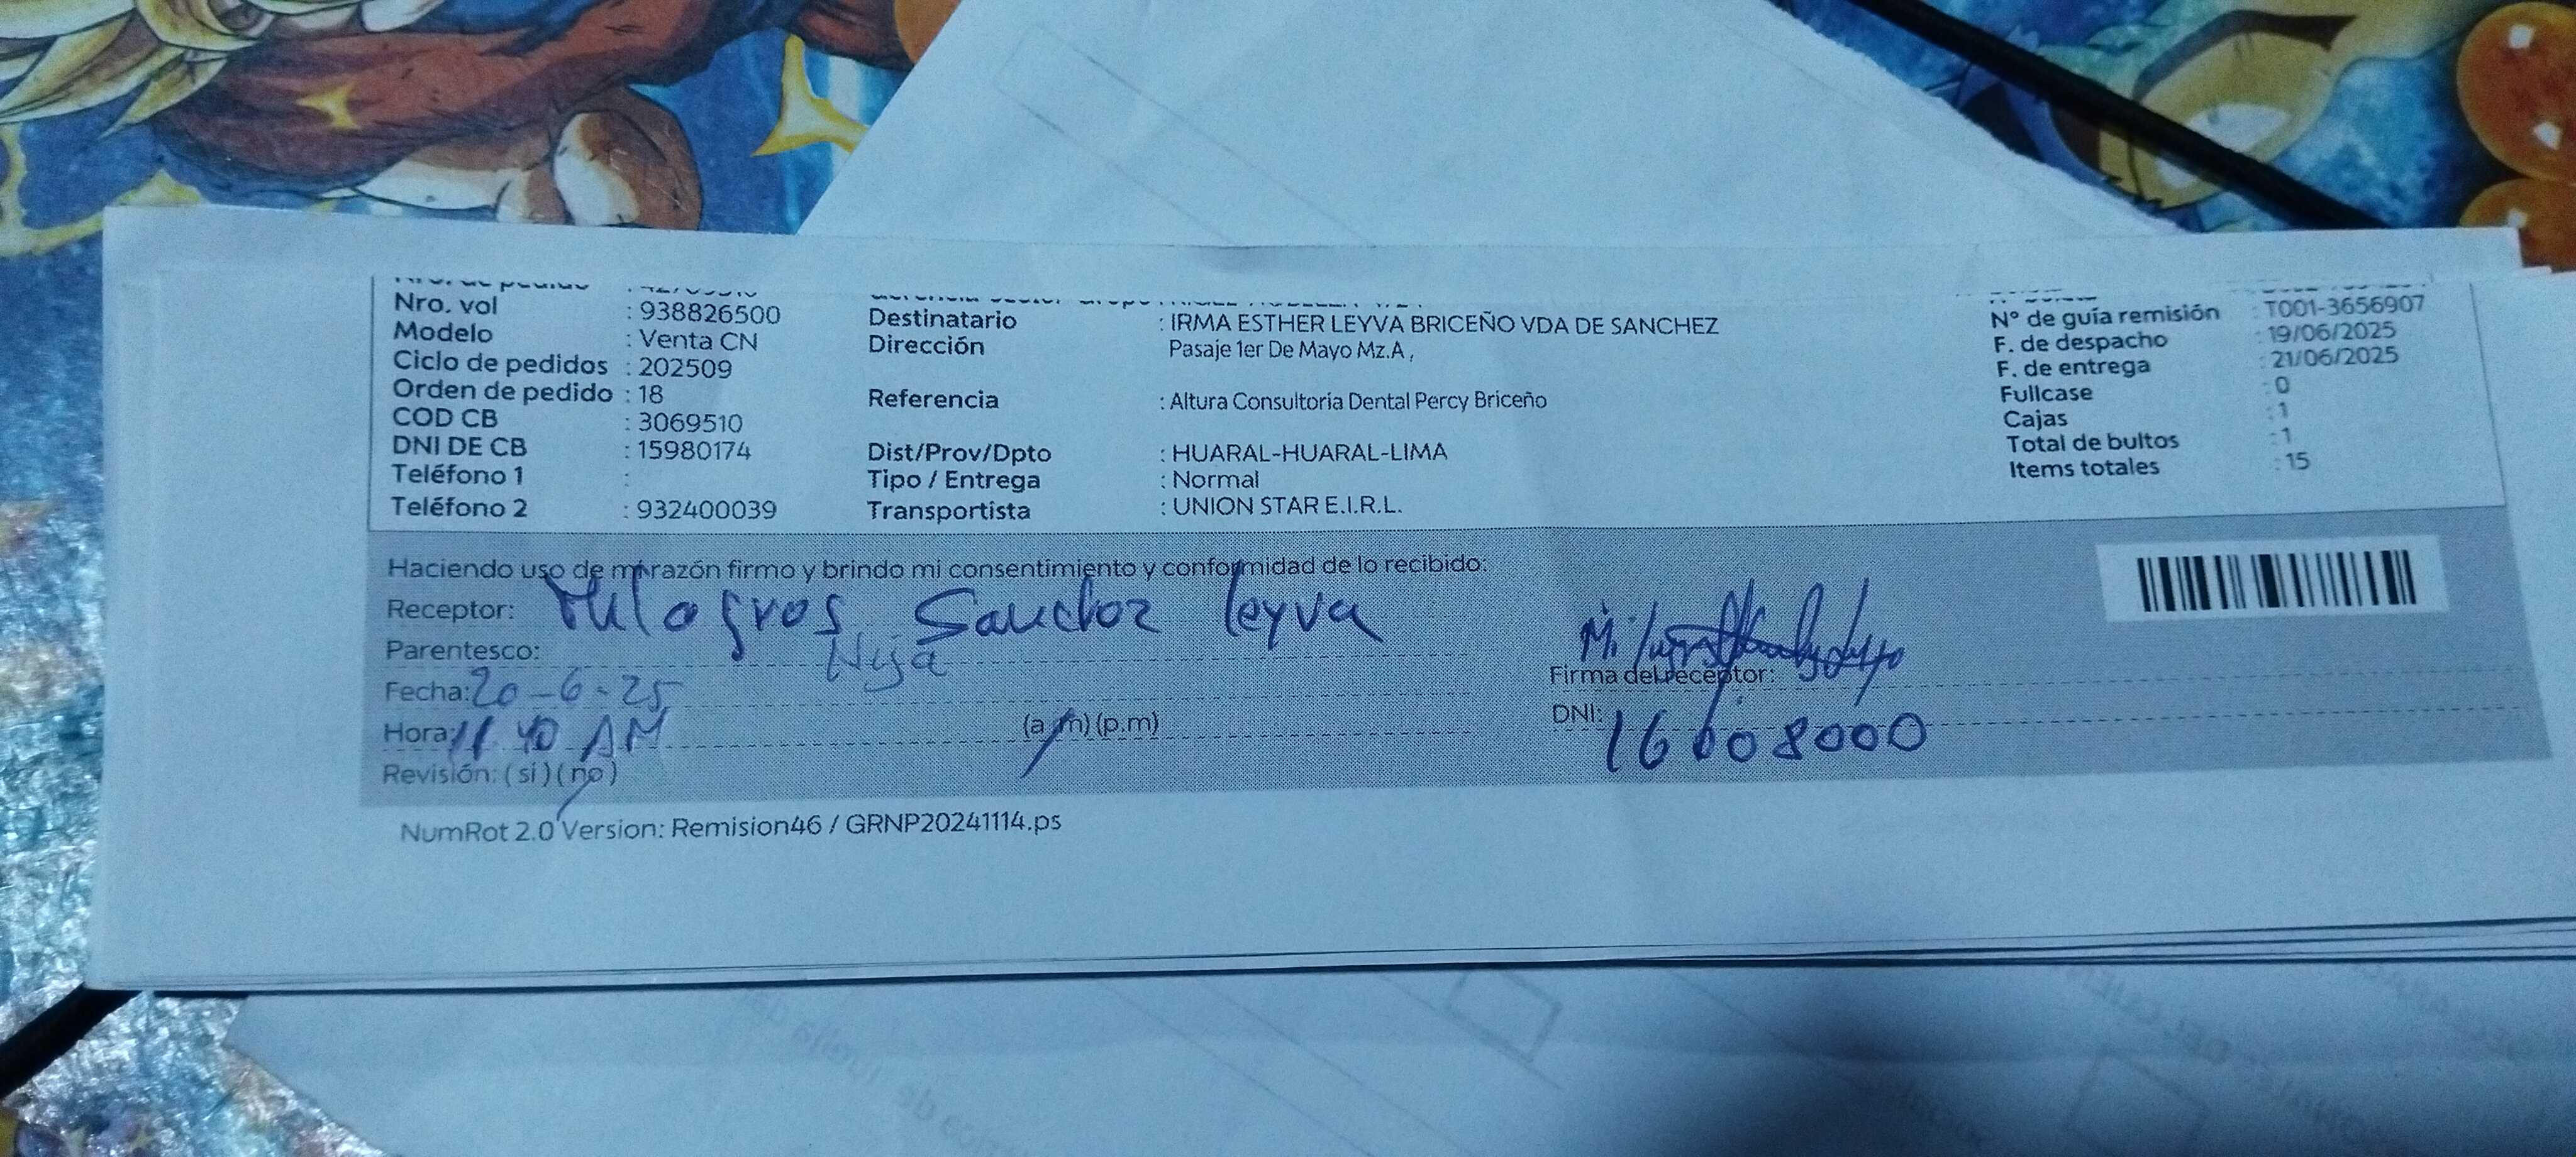 Nro. vol : 938826500
Modelo : Venta CN
Ciclo de pedidos : 202509
Orden de pedido : 18
COD CB : 3069510
DNI DE CB : 15980174
Teléfono 1 :
Teléfono 2 : 932400039
Destinatario : IRMA ESTHER LEYVA BRICEÑO VDA DE SANCHEZ
Dirección Pasaje 1er De Mayo Mz.A ,
Referencia : Altura Consultoria Dental Percy Briceño
Dist/Prov/Dpto : HUARAL-HUARAL-LIMA
Tipo / Entrega : Normal
Transportista : UNION STAR E.I.R.L.
N° de guía remisión : T001-3656907
F. de despacho : 19/06/2025
F. de entrega : 21/06/2025
Fullcase : 0
Cajas : 1
Total de bultos : 1
Items totales : 15
Haciendo uso de mi razón firmo y brindo mi consentimiento y conformidad de lo recibido:
Receptor: Milagros Sanchez Leyva
Parentesco: Hija
Fecha: 20-6-25
Hora: 11 40 AM (a.m) (p.m)
Revisión: (si) (no)
Firma del receptor:
DNI: 16008000
NumRot 2.0 Version: Remision46 / GRNP20241114.ps